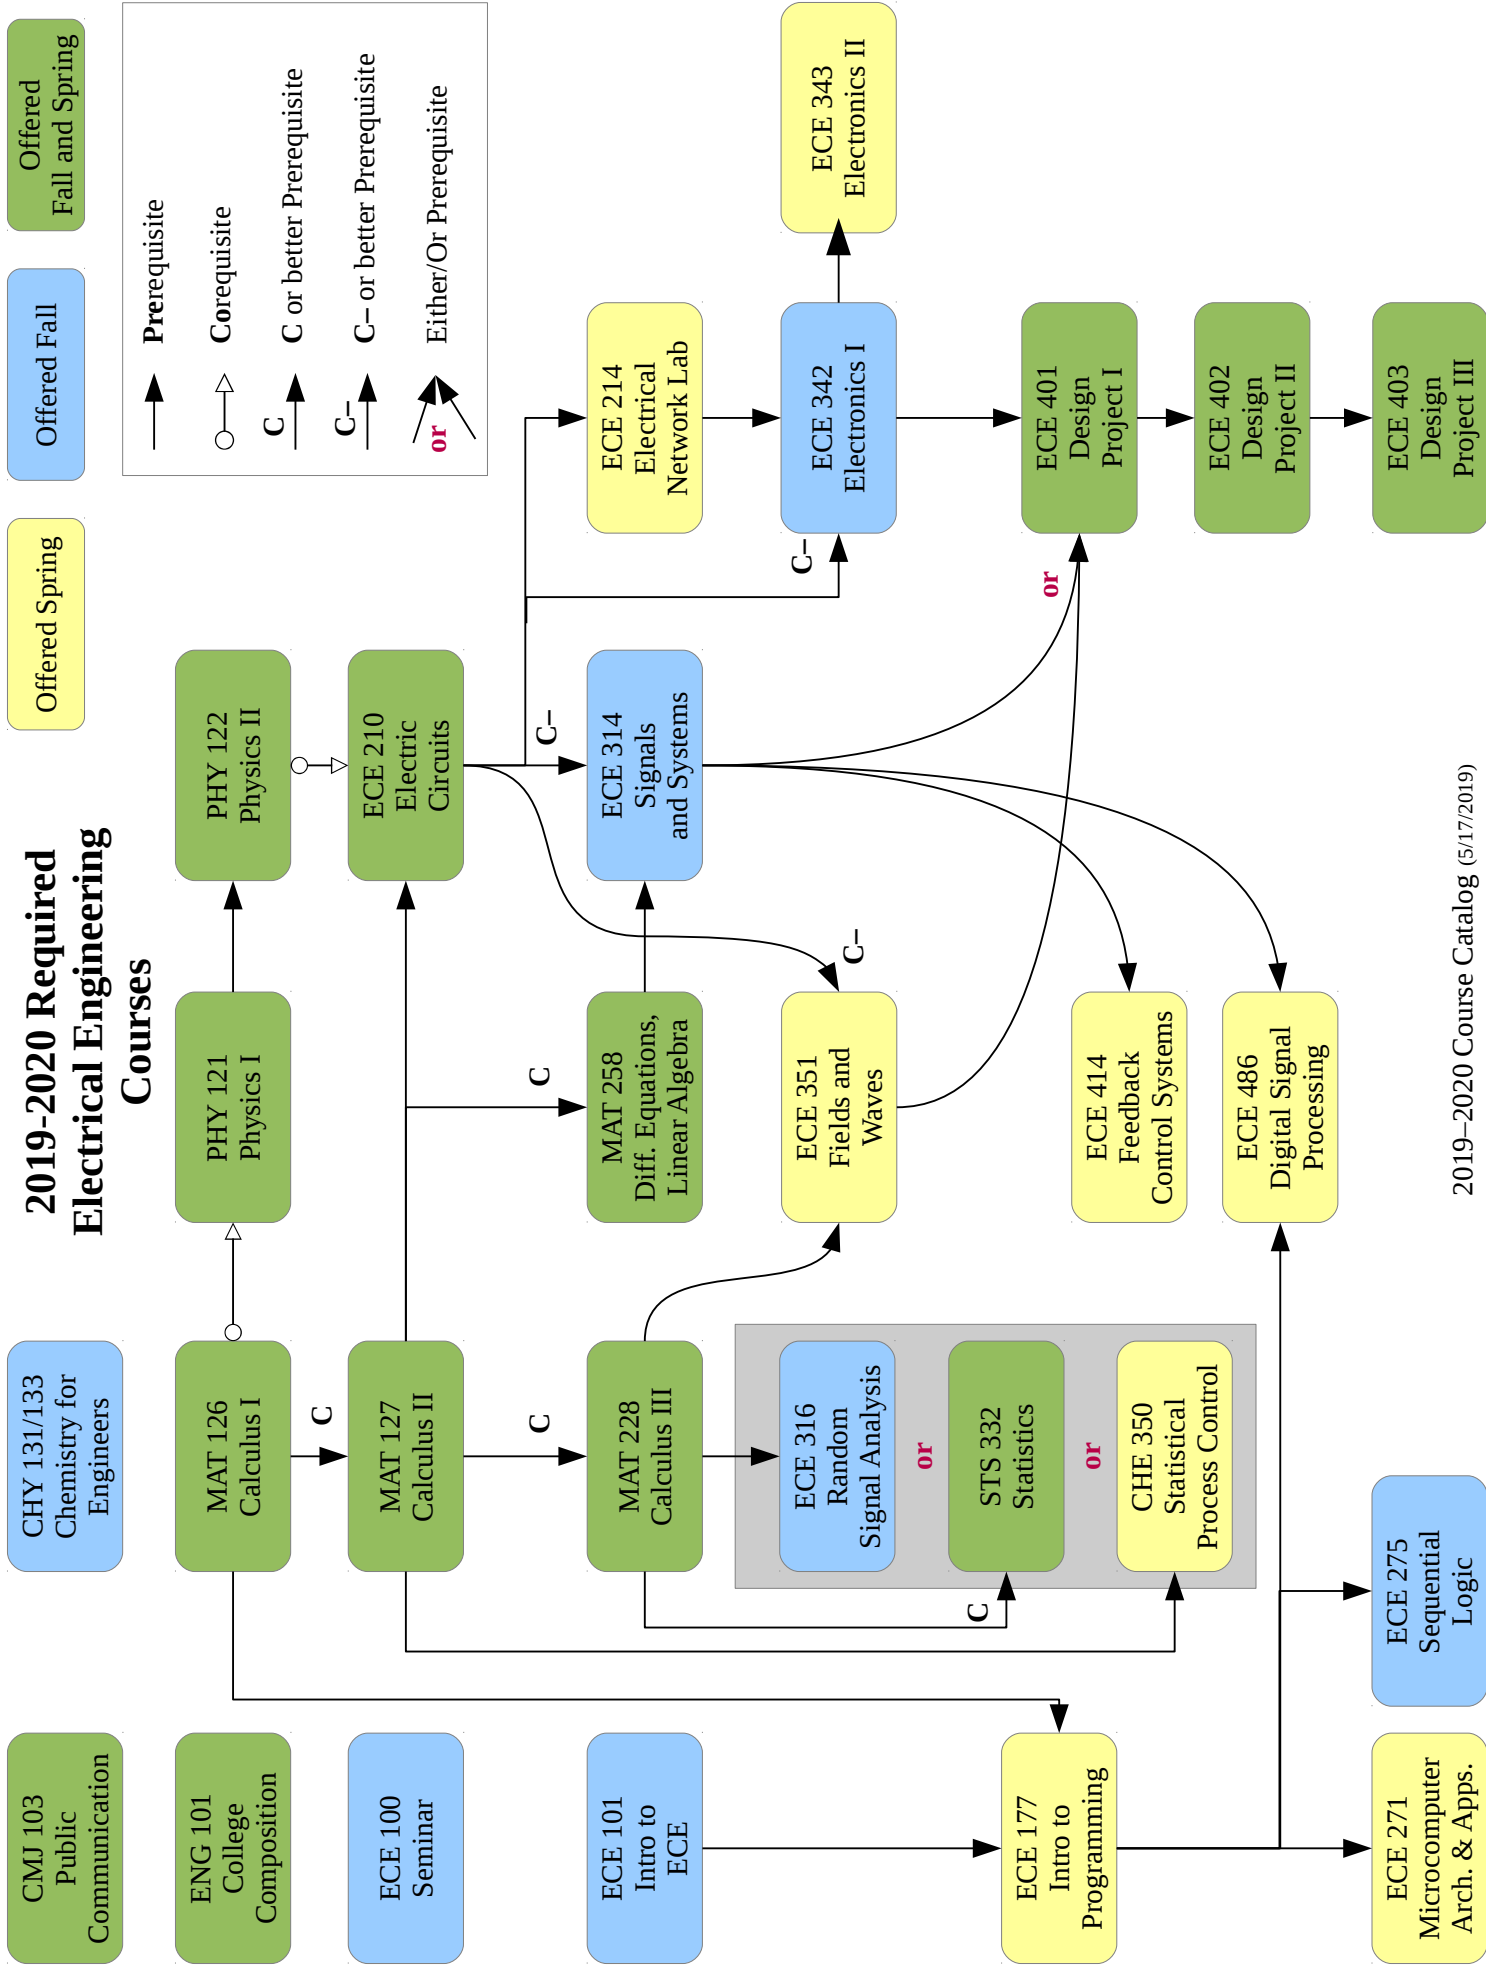 CMJ 103
Public
Communication
CHY 131/133
Chemistry for
Engineers
2019-2020 Required
Electrical Engineering
Courses
Offered Spring
Offered Fall
Offered
Fall and Spring
ENG 101
College
Composition
MAT 126
Calculus I
PHY 121
Physics I
PHY 122
Physics II
Prerequisite
Corequisite
C
C or better Prerequisite
C–
C– or better Prerequisite
or
Either/Or Prerequisite
C
ECE 100
Seminar
MAT 127
Calculus II
ECE 210
Electric
Circuits
C
C
C–
ECE 101
Intro to
ECE
MAT 228
Calculus III
MAT 258
Diff. Equations,
Linear Algebra
ECE 314
Signals
and Systems
ECE 214
Electrical
Network Lab
ECE 316
Random
Signal Analysis
ECE 351
Fields and
Waves
C–
C–
ECE 342
Electronics I
ECE 343
Electronics II
or
C
STS 332
Statistics
or
CHE 350
Statistical
Process Control
ECE 177
Intro to
Programming
ECE 414
Feedback
Control Systems
or
ECE 401
Design
Project I
ECE 486
Digital Signal
Processing
ECE 402
Design
Project II
ECE 271
Microcomputer
Arch. & Apps.
ECE 275
Sequential
Logic
ECE 403
Design
Project III
2019–2020 Course Catalog (5/17/2019)